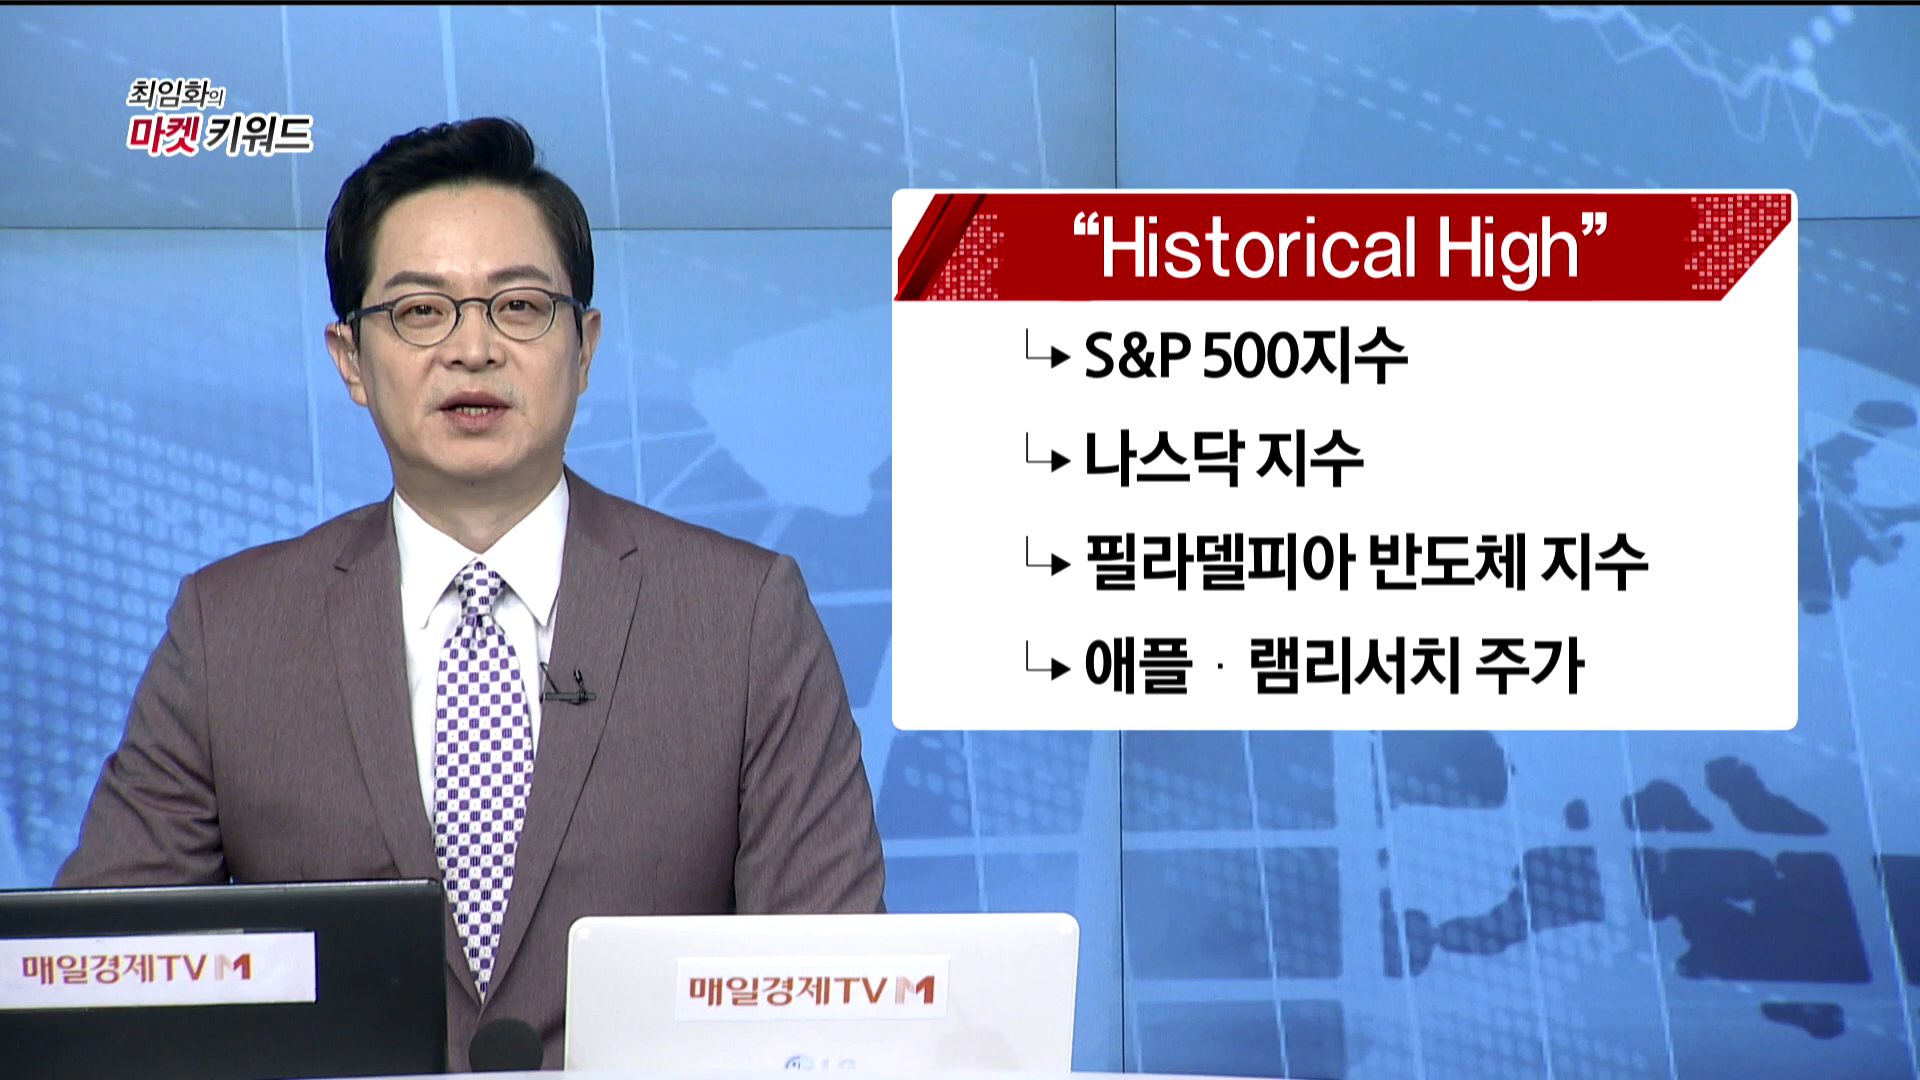 최임화의
마켓 키워드
“Historical High”
S&P 500지수
나스닥 지수
필라델피아 반도체 지수
애플 · 램리서치 주가
매일경제TV M
매일경제TV M
LG